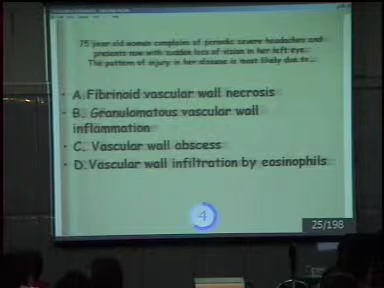 75 year old women complains of periodic severe headaches and
presents now with sudden loss of vision in her left eye.
The pattern of injury in her disease is most likely due to...
• A.Fibrinoid vascular wall necrosis
• B. Granulomatous vascular wall
inflammation
• C. Vascular wall abscess
• D.Vascular wall infiltration by eosinophils
4
25/198